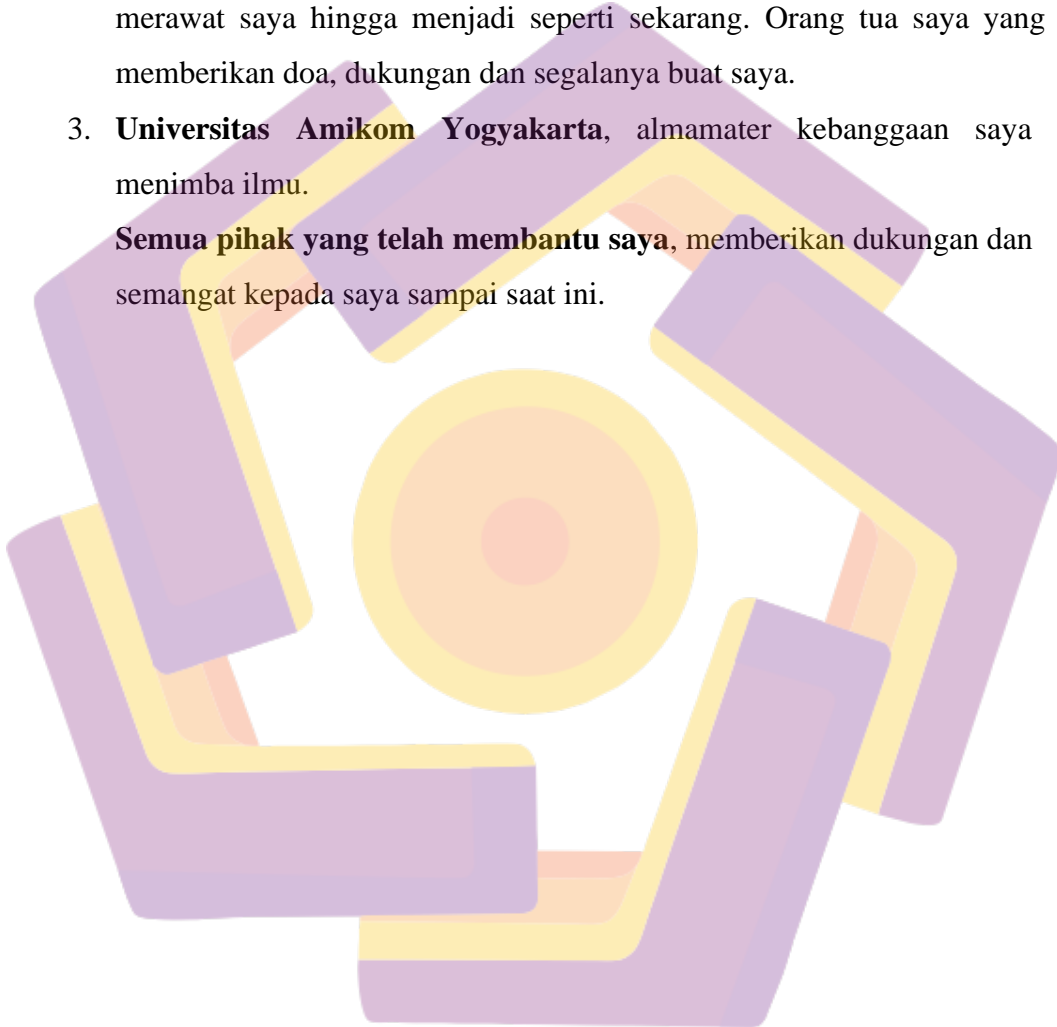 merawat saya hingga menjadi seperti sekarang. Orang tua saya yang
memberikan doa, dukungan dan segalanya buat saya.
3. Universitas Amikom Yogyakarta, almamater kebanggaan saya
menimba ilmu.
Semua pihak yang telah membantu saya, memberikan dukungan dan
semangat kepada saya sampai saat ini.